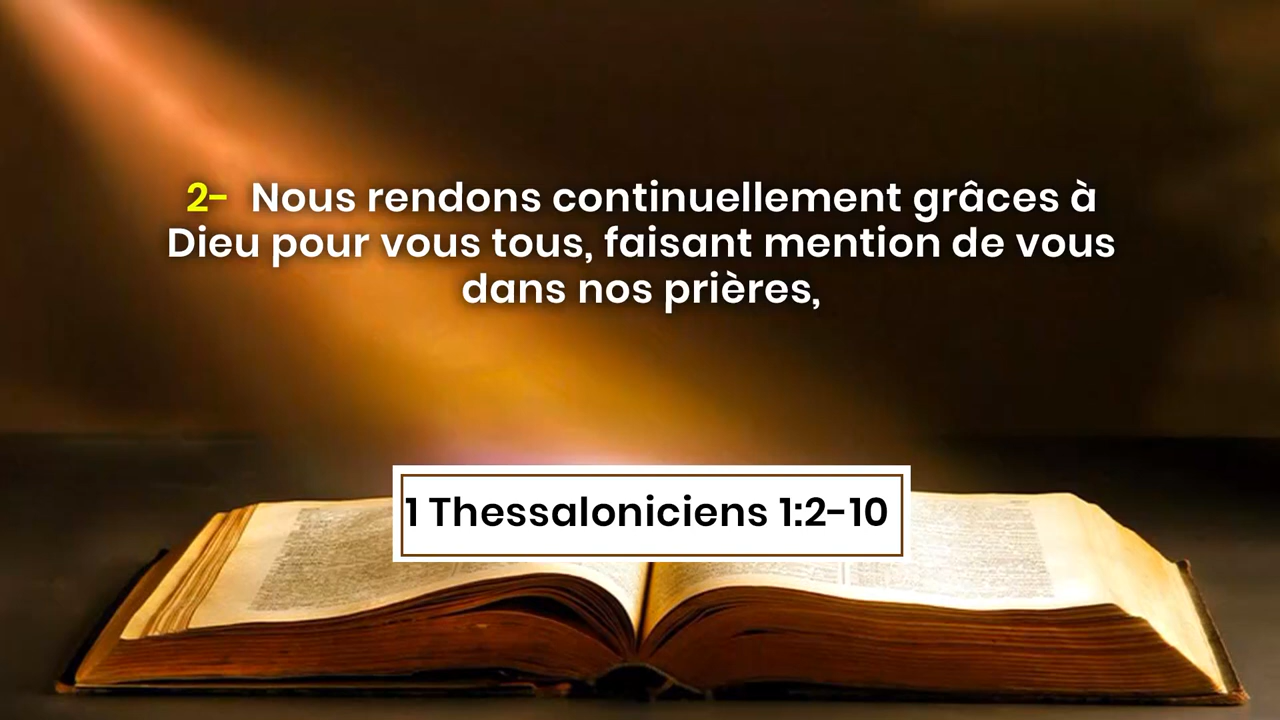 2- Nous rendons continuellement grâces à
Dieu pour vous tous, faisant mention de vous
dans nos prières,
1 Thessaloniciens 1:2-10